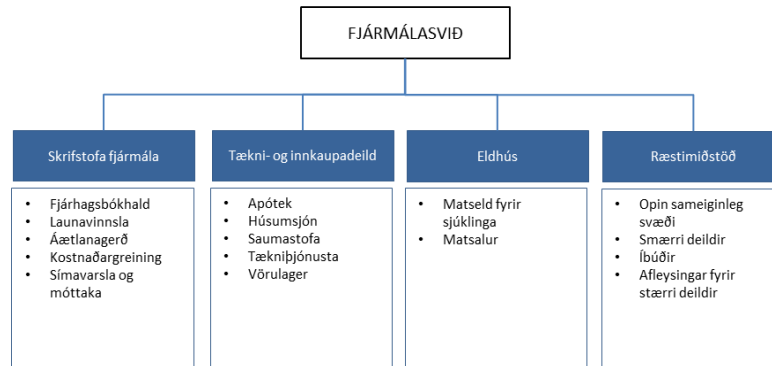 FJÁRMÁLASVIÐ
Skrifstofa fjármála
• Fjárhagsbókhald
• Launavinnsla
• Áætlanagerð
• Kostnaðargreining
• Símavarsla og
móttaka
Tækni- og innkaupadeild
• Apótek
• Húsumsjón
• Saumastofa
• Tækniþjónusta
• Vörulager
Eldhús
• Matseld fyrir
sjúklinga
• Matsalur
Ræstimiðstöð
• Opin sameiginleg
svæði
• Smærri deildir
• Íbúðir
• Afleysingar fyrir
stærri deildir